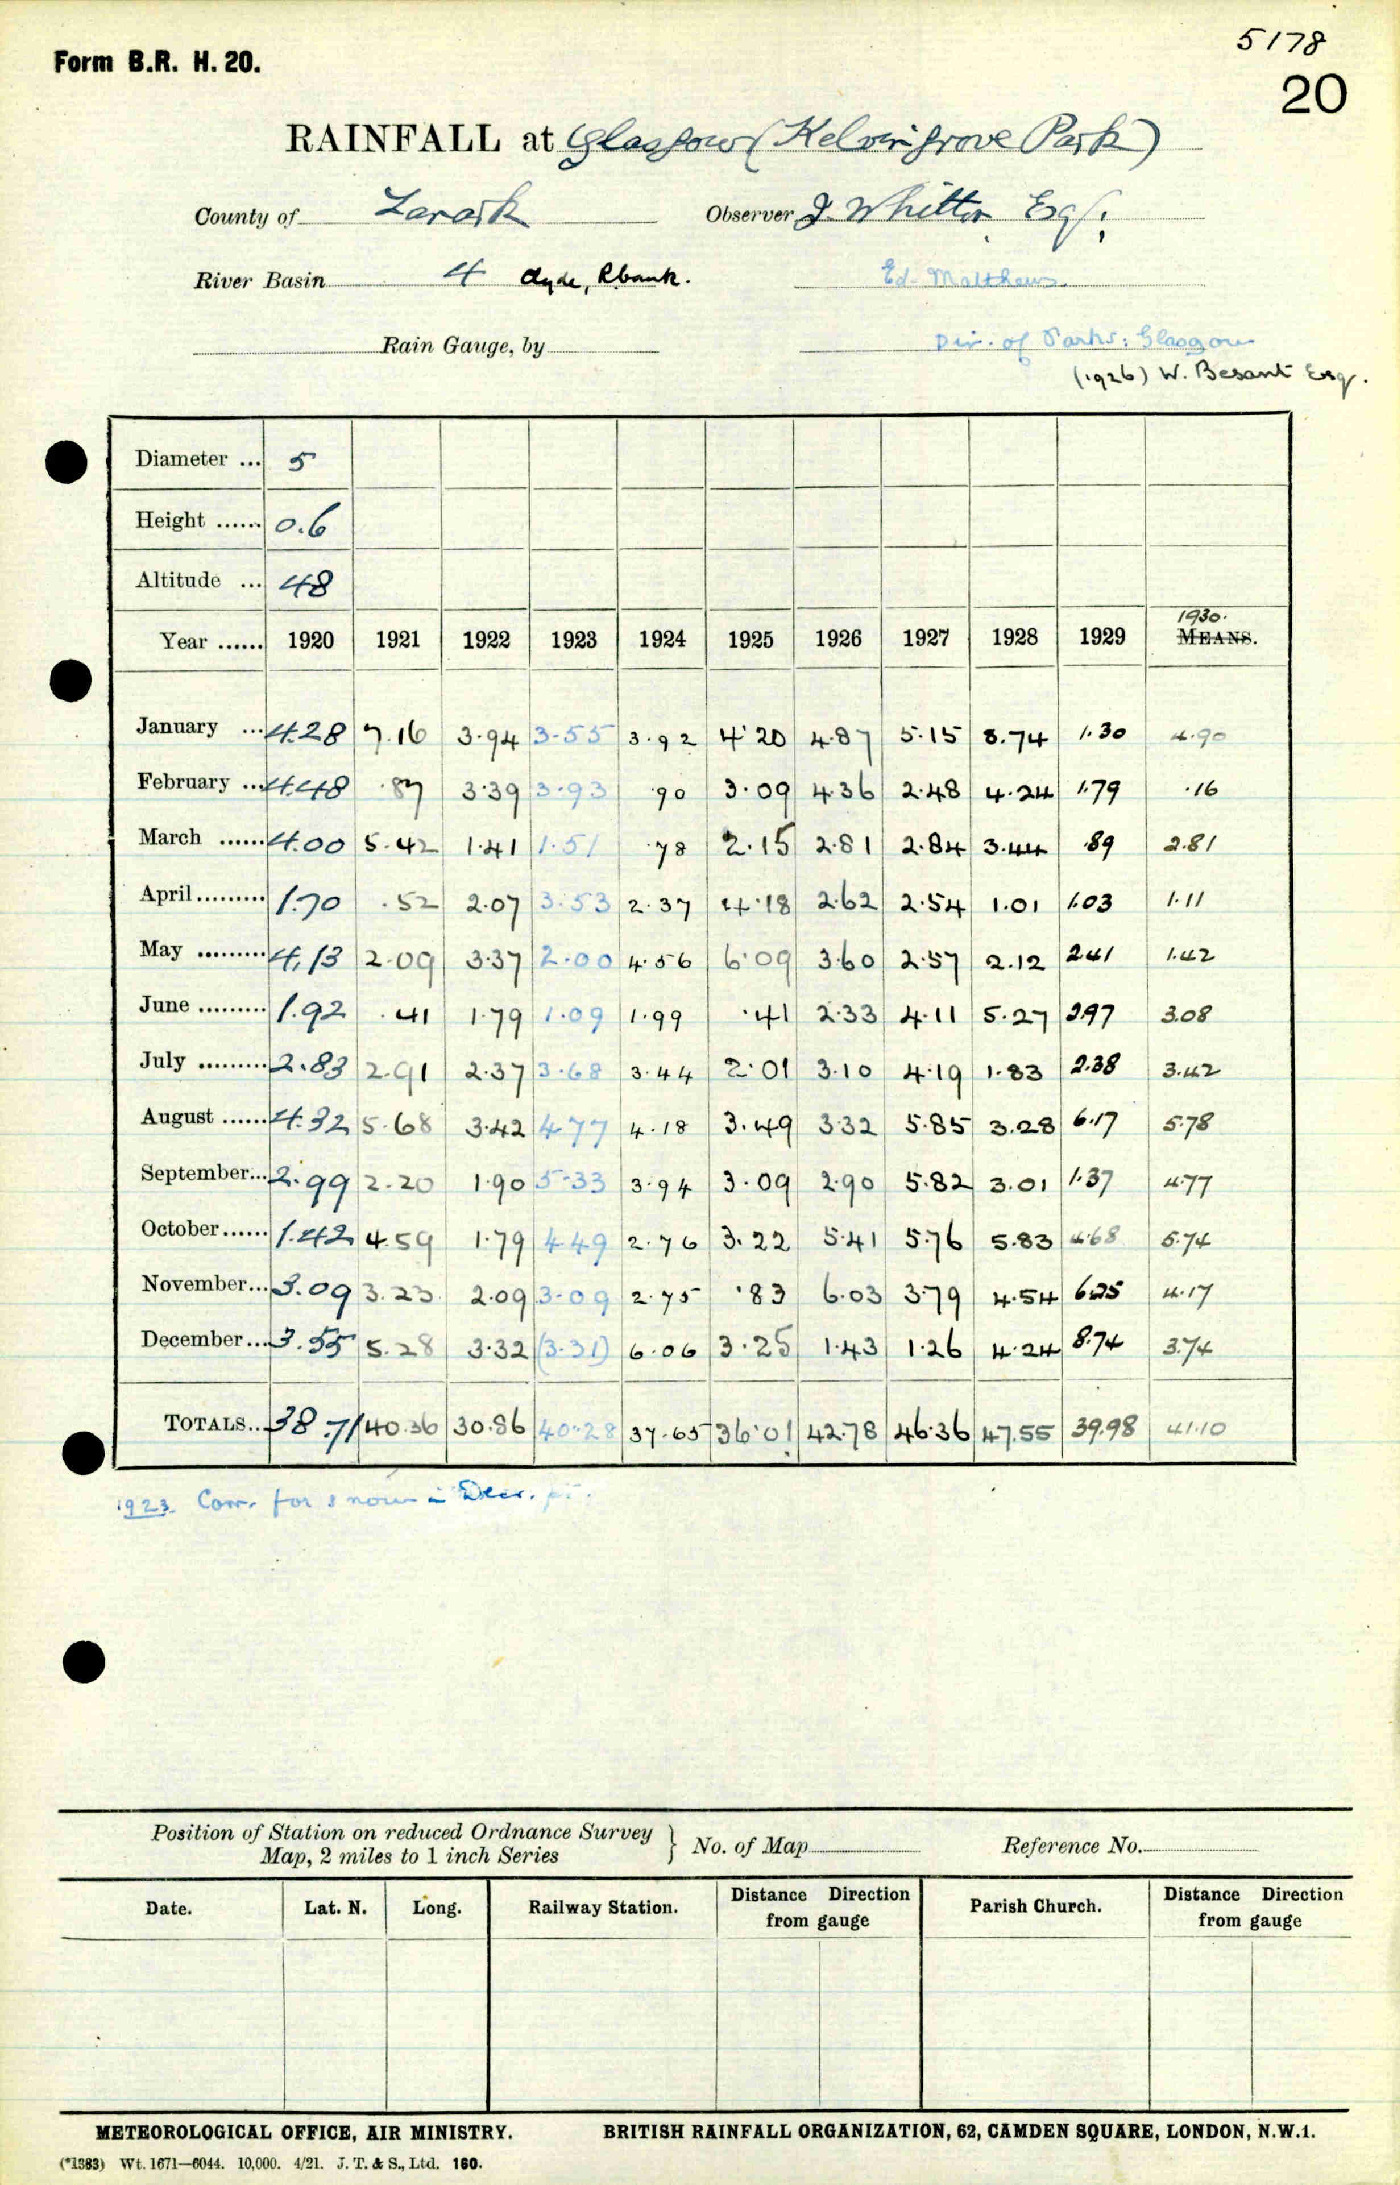 5178
Form B.R. H. 20.
20
RAINFALL at Glasgow (Kelvingrove Park)
County of Lanark Observer J. Whitton Esq.
River Basin 4 Clyde, Rbank. Ed. Matthews.
Rain Gauge, by Dir. of Parks: Glasgow
(1926) W. Besant Esq.
Diameter ... 5
Height ...... 0.6
Altitude ... 48
1930.
Year ...... 1920 1921 1922 1923 1924 1925 1926 1927 1928 1929 MEANS.
January ... 4.28 7.16 3.94 3.55 3.92 4.20 4.87 5.15 8.74 1.30 4.90
February ... 4.48 .87 3.39 3.93 .90 3.09 4.36 2.48 4.24 1.79 .16
March ...... 4.00 5.42 1.41 1.51 .78 2.15 2.81 2.84 3.44 .89 2.81
April ......... 1.70 .52 2.07 3.53 2.37 4.18 2.62 2.54 1.01 1.03 1.11
May ......... 4.13 2.09 3.37 2.00 4.56 6.09 3.60 2.57 2.12 2.41 1.42
June ......... 1.92 .41 1.79 1.09 1.99 .41 2.33 4.11 5.27 2.97 3.08
July ......... 2.83 2.91 2.37 3.68 3.44 2.01 3.10 4.19 1.83 2.38 3.42
August ...... 4.32 5.68 3.42 4.77 4.18 3.49 3.32 5.85 3.28 6.17 5.78
September... 2.99 2.20 1.90 5.33 3.94 3.09 2.90 5.82 3.01 1.37 4.77
October...... 1.42 4.59 1.79 4.49 2.76 3.22 5.41 5.76 5.83 4.68 5.74
November... 3.09 3.23 2.09 3.09 2.75 .83 6.03 3.79 4.54 6.25 4.17
December... 3.55 5.28 3.32 (3.31) 6.06 3.25 1.43 1.26 4.24 8.74 3.74
TOTALS... 38.71 40.36 30.86 40.28 37.65 36.01 42.78 46.36 47.55 39.98 41.10
1923 Corr. for snow in Decr.
Position of Station on reduced Ordnance Survey
Map, 2 miles to 1 inch Series } No. of Map Reference No.
Date. Lat. N. Long. Railway Station. Distance Direction from gauge Parish Church. Distance Direction from gauge
METEOROLOGICAL OFFICE, AIR MINISTRY. BRITISH RAINFALL ORGANIZATION, 62, CAMDEN SQUARE, LONDON, N.W.1.
(*1383) Wt. 1671—6044. 10,000. 4/21. J. T. & S., Ltd. 160.